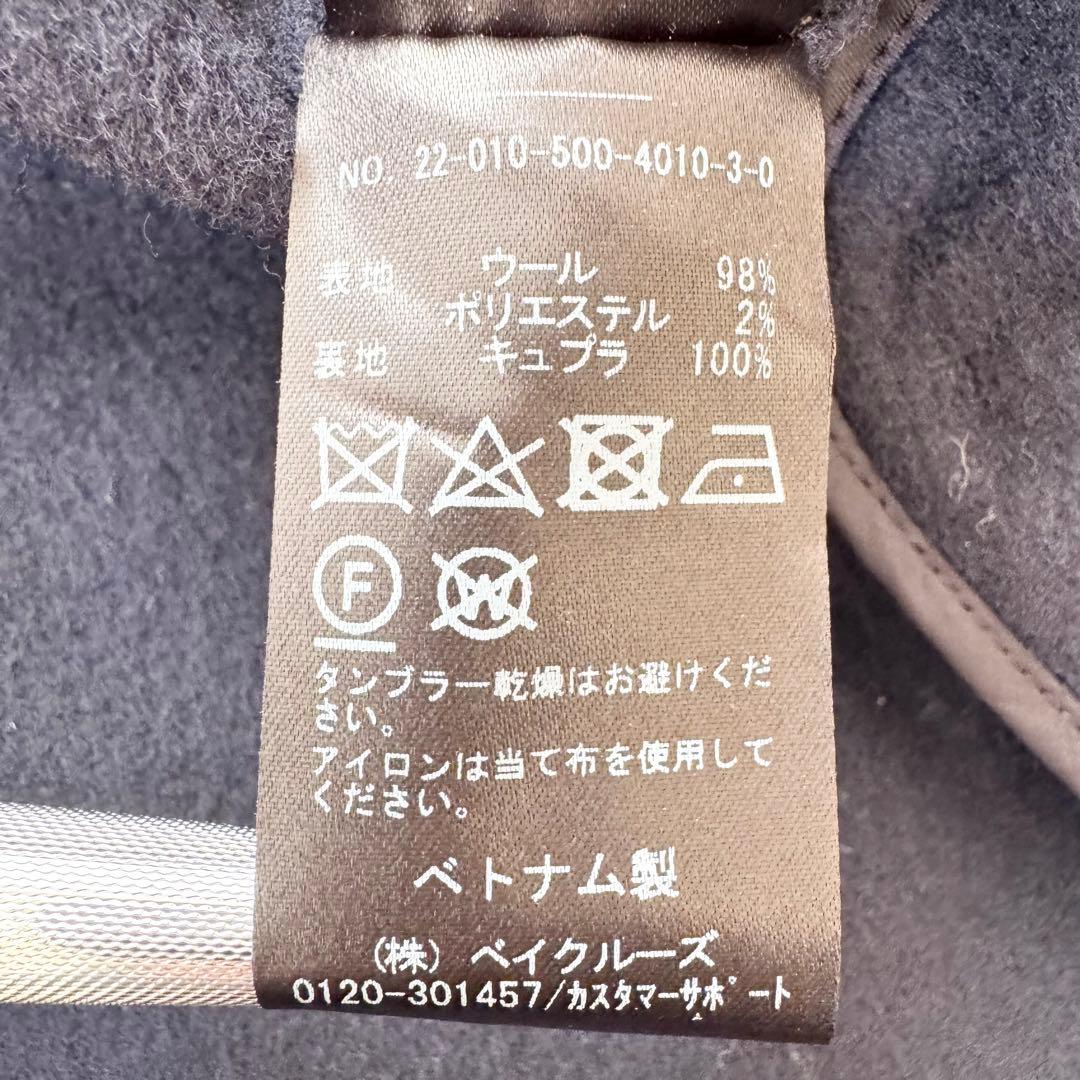 NO. 22-010-500-4010-3-0
表地 ウール 98%
ポリエステル 2%
裏地 キュプラ 100%
F W
タンブラー乾燥はお避けくだ
さい。
アイロンは当て布を使用して
ください。
ベトナム製
(株) ベイクルーズ
0120-301457/カスタマーサポート